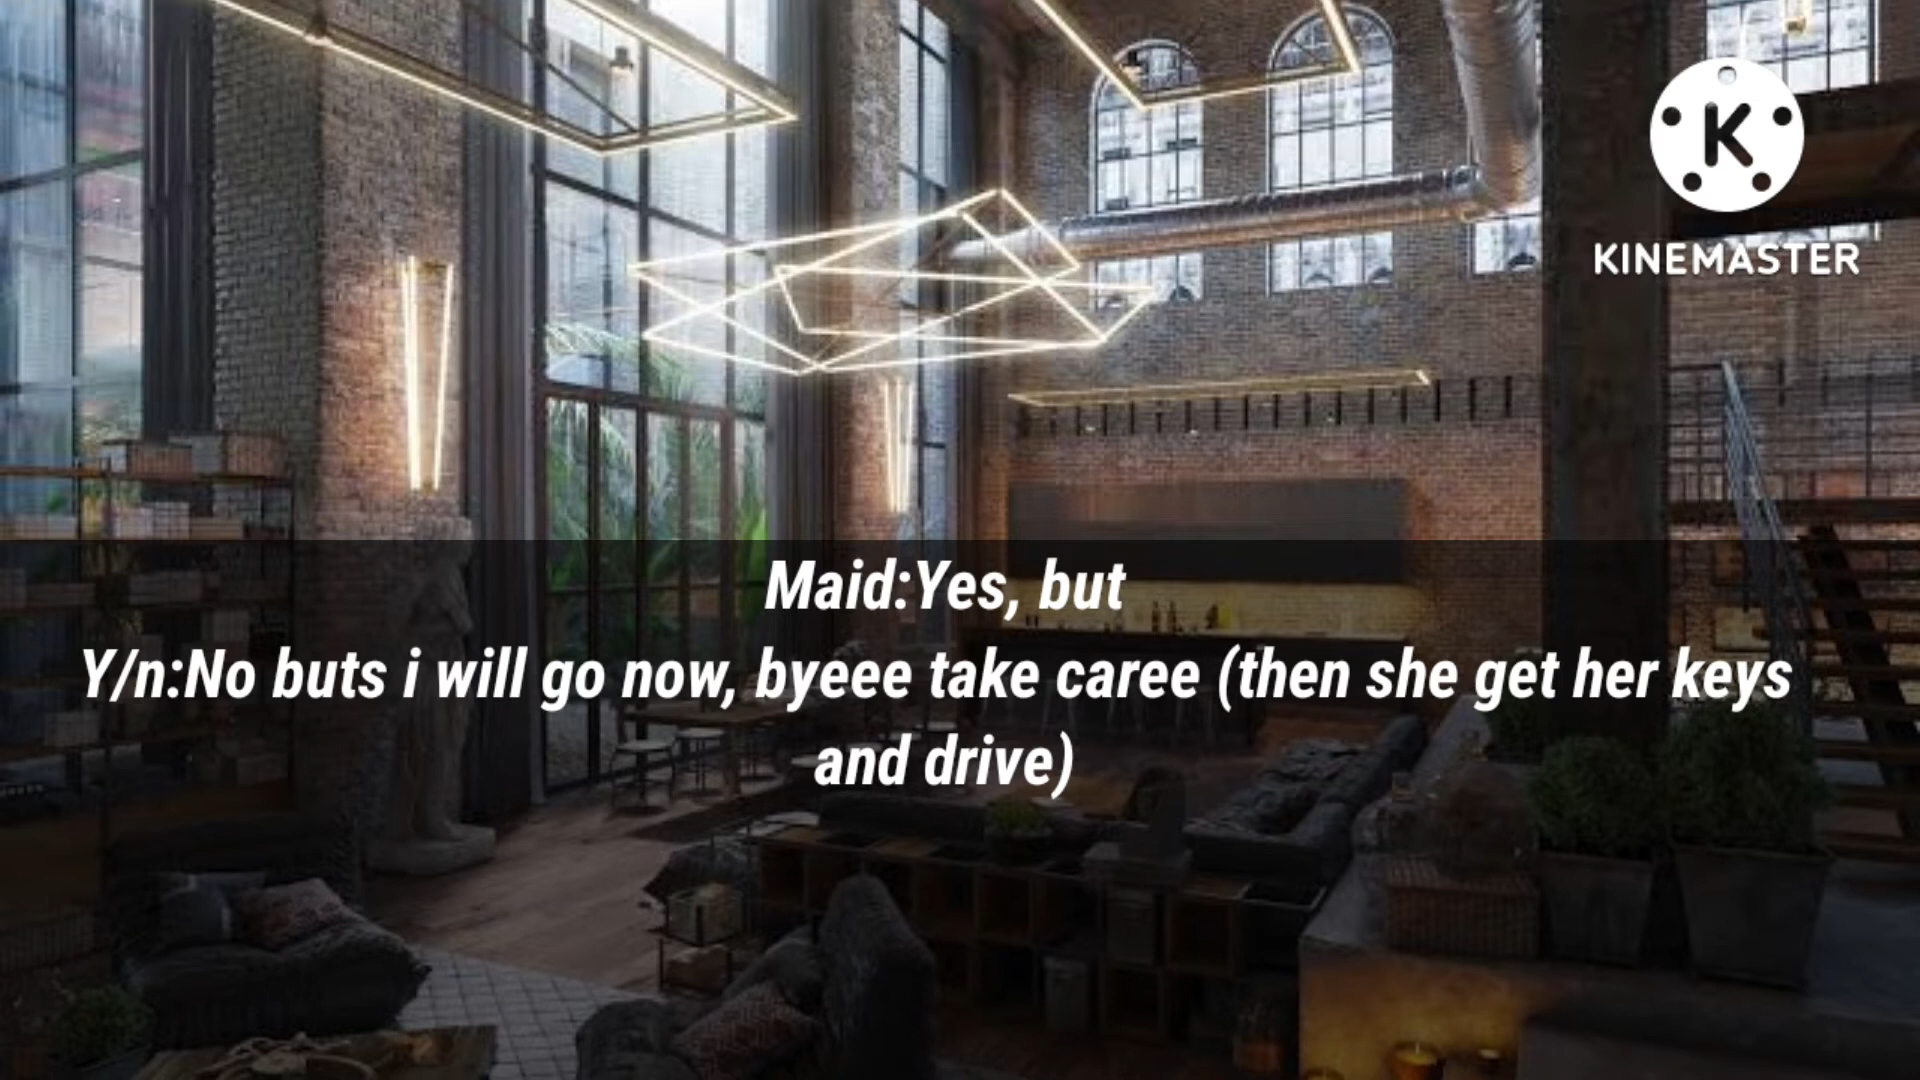 K
KINEMASTER
Maid:Yes, but
Y/n:No buts i will go now, byeee take caree (then she get her keys
and drive)